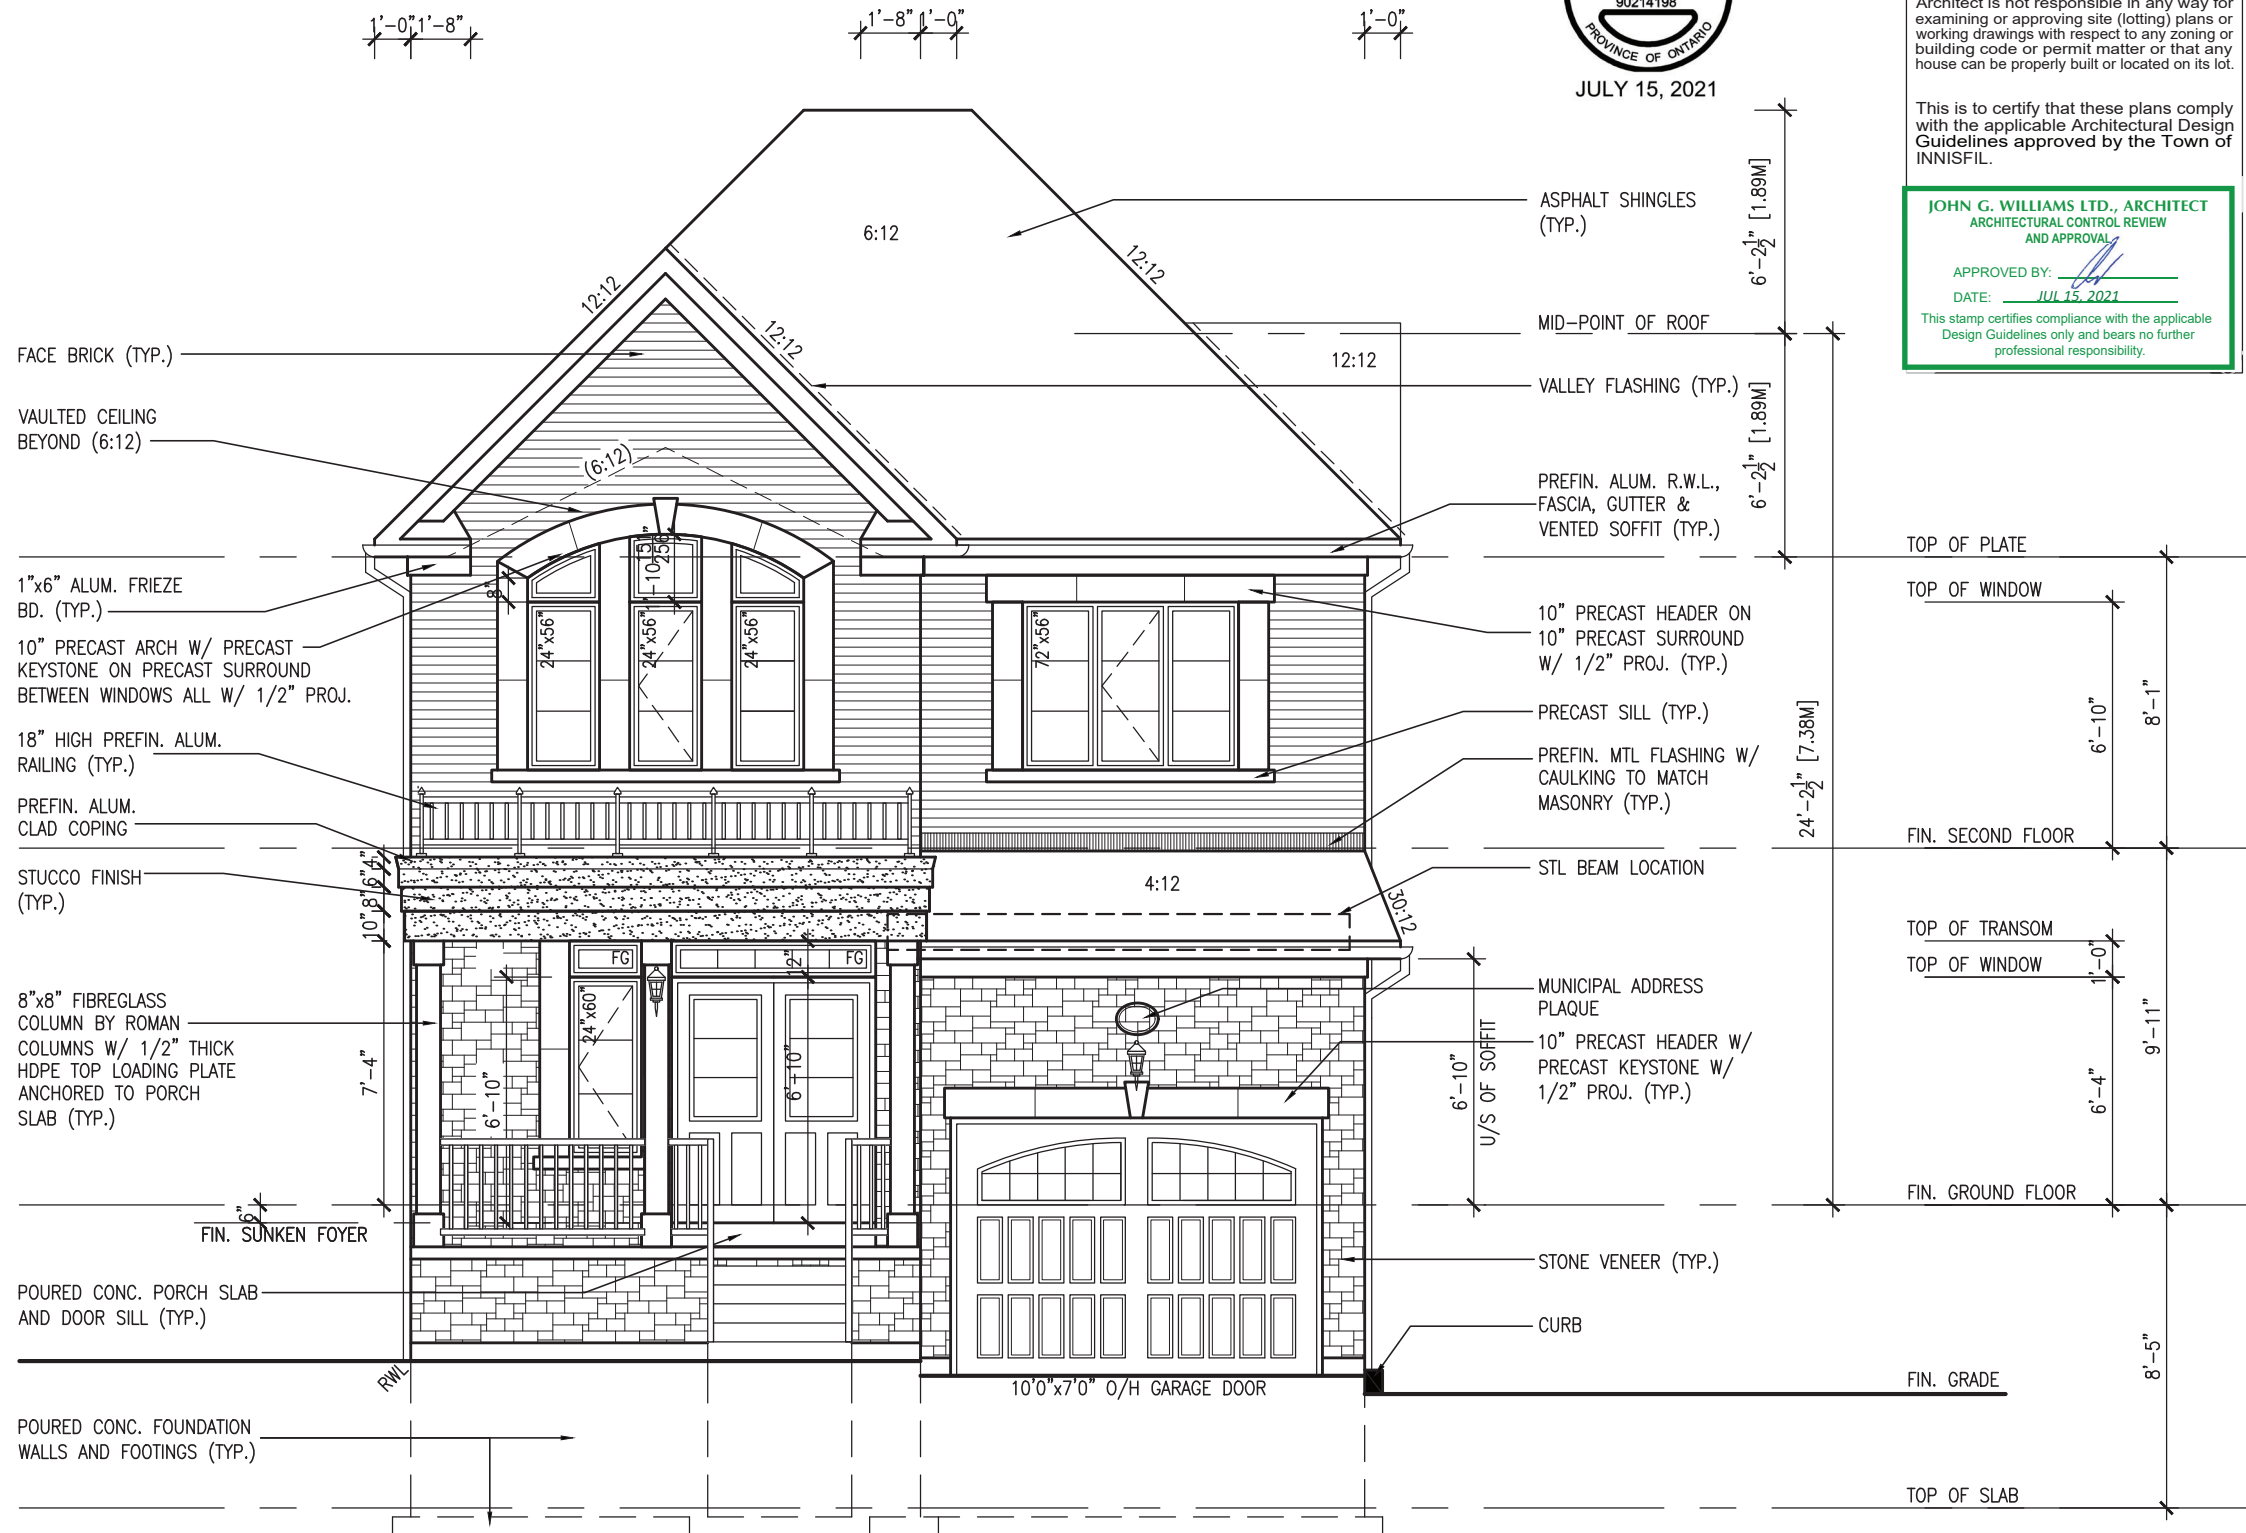 1'-0" 1'-8"
1'-8" 1'-0"
1'-0"
90214198
PROVINCE OF ONTARIO
JULY 15, 2021
Architect is not responsible in any way for
examining or approving site (lotting) plans or
working drawings with respect to any zoning or
building code or permit matter or that any
house can be properly built or located on its lot.
This is to certify that these plans comply
with the applicable Architectural Design
Guidelines approved by the Town of
INNISFIL.
JOHN G. WILLIAMS LTD., ARCHITECT
ARCHITECTURAL CONTROL REVIEW
AND APPROVAL
APPROVED BY:
DATE: JUL 15, 2021
This stamp certifies compliance with the applicable
Design Guidelines only and bears no further
professional responsibility.
FACE BRICK (TYP.)
VAULTED CEILING
BEYOND (6:12)
1"x6" ALUM. FRIEZE
BD. (TYP.)
10" PRECAST ARCH W/ PRECAST
KEYSTONE ON PRECAST SURROUND
BETWEEN WINDOWS ALL W/ 1/2" PROJ.
18" HIGH PREFIN. ALUM.
RAILING (TYP.)
PREFIN. ALUM.
CLAD COPING
STUCCO FINISH
(TYP.)
8"x8" FIBREGLASS
COLUMN BY ROMAN
COLUMNS W/ 1/2" THICK
HDPE TOP LOADING PLATE
ANCHORED TO PORCH
SLAB (TYP.)
6"
FIN. SUNKEN FOYER
POURED CONC. PORCH SLAB
AND DOOR SILL (TYP.)
RWL
POURED CONC. FOUNDATION
WALLS AND FOOTINGS (TYP.)
4"
6"
8"
10"
7'-4"
6:12
12:12
12:12
12:12
12:12
(6:12)
8"
1'-10 151/256"
24"x56"
24"x56"
24"x56"
72"x56"
4:12
30:12
FG
FG
12"
24"x60"
6'-10"
6'-10"
10'0"x7'0" O/H GARAGE DOOR
ASPHALT SHINGLES
(TYP.)
MID-POINT OF ROOF
VALLEY FLASHING (TYP.)
PREFIN. ALUM. R.W.L.,
FASCIA, GUTTER &
VENTED SOFFIT (TYP.)
10" PRECAST HEADER ON
10" PRECAST SURROUND
W/ 1/2" PROJ. (TYP.)
PRECAST SILL (TYP.)
PREFIN. MTL FLASHING W/
CAULKING TO MATCH
MASONRY (TYP.)
STL BEAM LOCATION
MUNICIPAL ADDRESS
PLAQUE
10" PRECAST HEADER W/
PRECAST KEYSTONE W/
1/2" PROJ. (TYP.)
STONE VENEER (TYP.)
CURB
6'-10"
U/S OF SOFFIT
6'-2 1/2" [1.89M]
6'-2 1/2" [1.89M]
24'-2 1/2" [7.38M]
TOP OF PLATE
TOP OF WINDOW
FIN. SECOND FLOOR
TOP OF TRANSOM
TOP OF WINDOW
FIN. GROUND FLOOR
FIN. GRADE
TOP OF SLAB
6'-10"
8'-1"
1'-0"
6'-4"
9'-11"
8'-5"